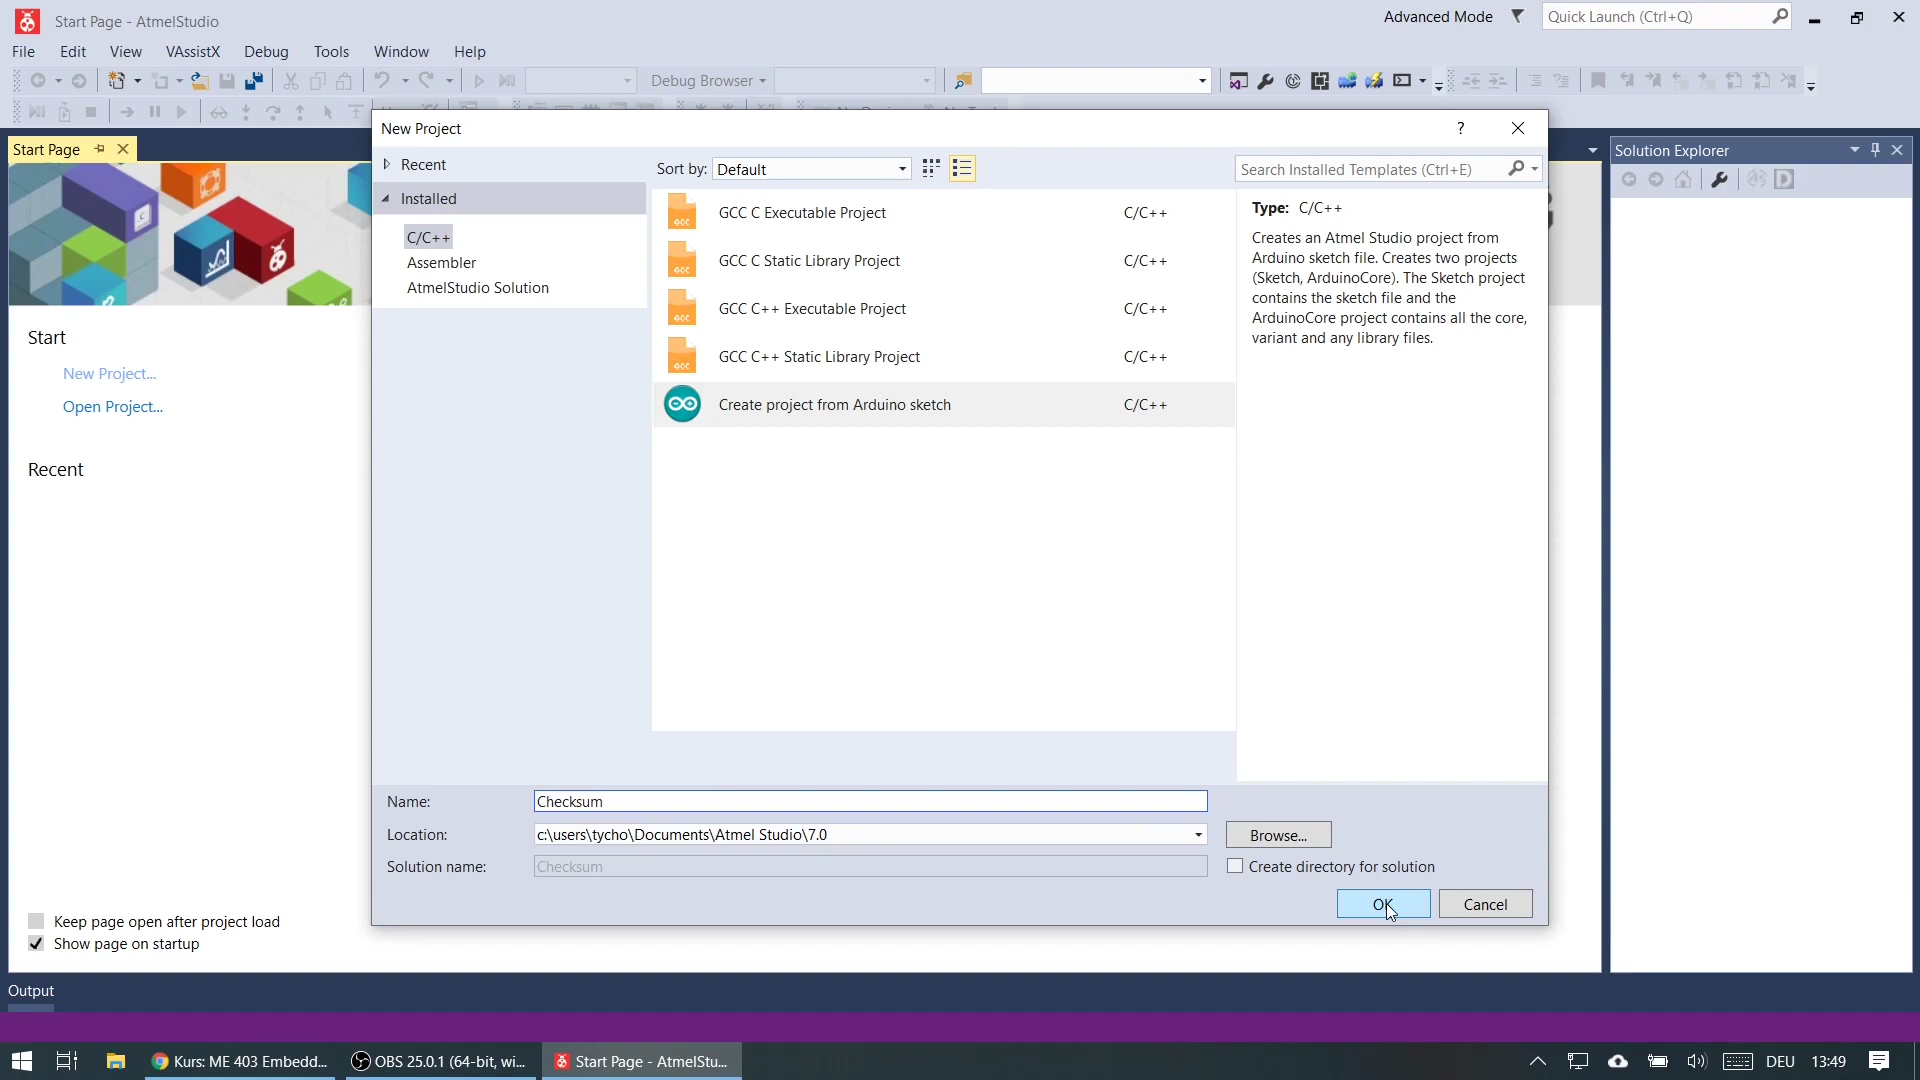 Start Page - AtmelStudio
Advanced Mode
Quick Launch (Ctrl+Q)
File Edit View VAssistX Debug Tools Window Help
Debug Browser
New Project
Start Page
Recent
Installed
C/C++
Assembler
AtmelStudio Solution
Sort by: Default
Search Installed Templates (Ctrl+E)
GCC C Executable Project C/C++
GCC C Static Library Project C/C++
GCC C++ Executable Project C/C++
GCC C++ Static Library Project C/C++
Create project from Arduino sketch C/C++
Type: C/C++
Creates an Atmel Studio project from
Arduino sketch file. Creates two projects
(Sketch, ArduinoCore). The Sketch project
contains the sketch file and the
ArduinoCore project contains all the core,
variant and any library files.
Solution Explorer
Start
New Project...
Open Project...
Recent
Name: Checksum
Location: c:\users\tycho\Documents\Atmel Studio\7.0
Browse...
Solution name: Checksum
Create directory for solution
OK
Cancel
Keep page open after project load
Show page on startup
Output
Kurs: ME 403 Embedd...
OBS 25.0.1 (64-bit, wi...
Start Page - AtmelStu...
DEU
13:49